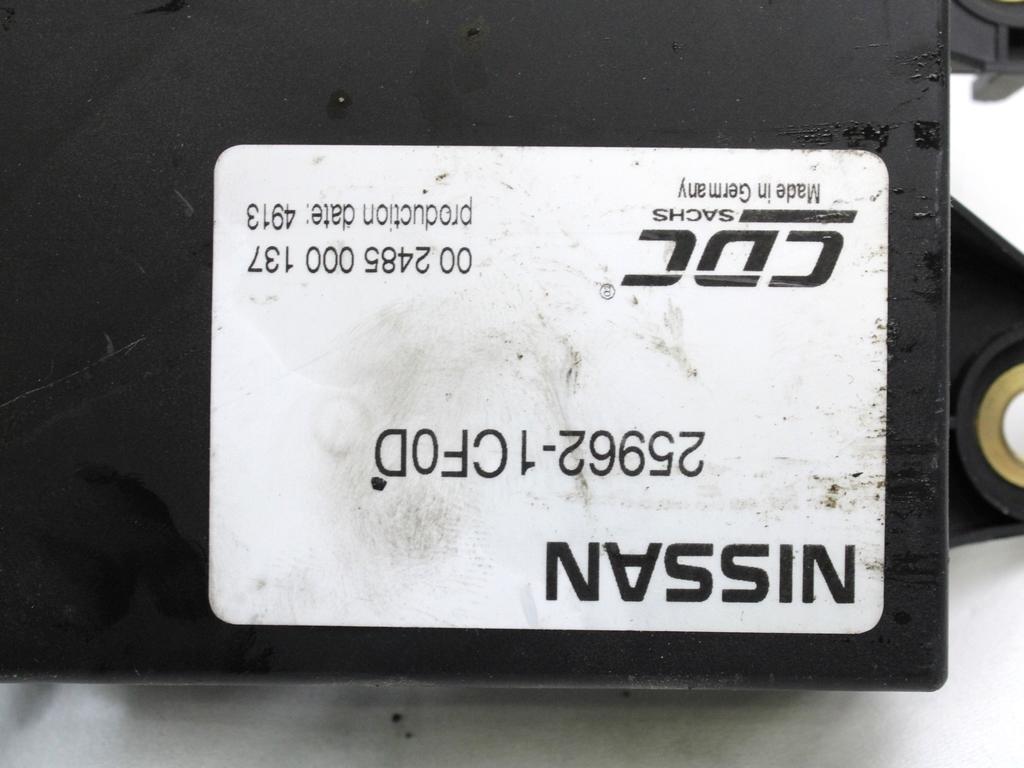 NISSAN
25962-1CF0D
CDC®
SACHS
Made in Germany
00 2485 000 137
production date: 4913